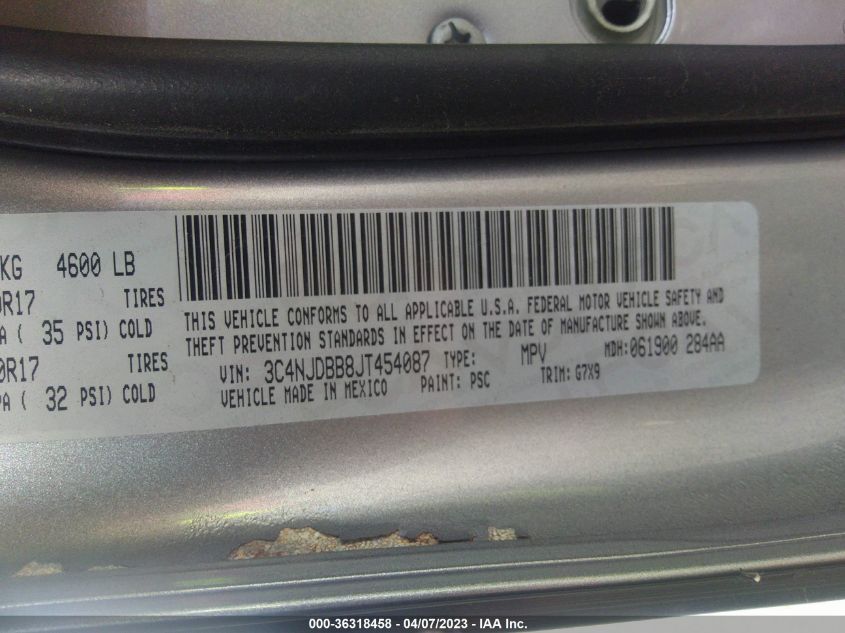 KG 4600 LB
0R17 TIRES
A ( 35 PSI) COLD
0R17 TIRES
PA ( 32 PSI) COLD
THIS VEHICLE CONFORMS TO ALL APPLICABLE U.S.A. FEDERAL MOTOR VEHICLE SAFETY AND
THEFT PREVENTION STANDARDS IN EFFECT ON THE DATE OF MANUFACTURE SHOWN ABOVE.
VIN: 3C4NJDBB8JT454087 TYPE: MPV MDH:061900 284AA
VEHICLE MADE IN MEXICO PAINT: PSC TRIM: G7X9
000-36318458 - 04/07/2023 - IAA Inc.